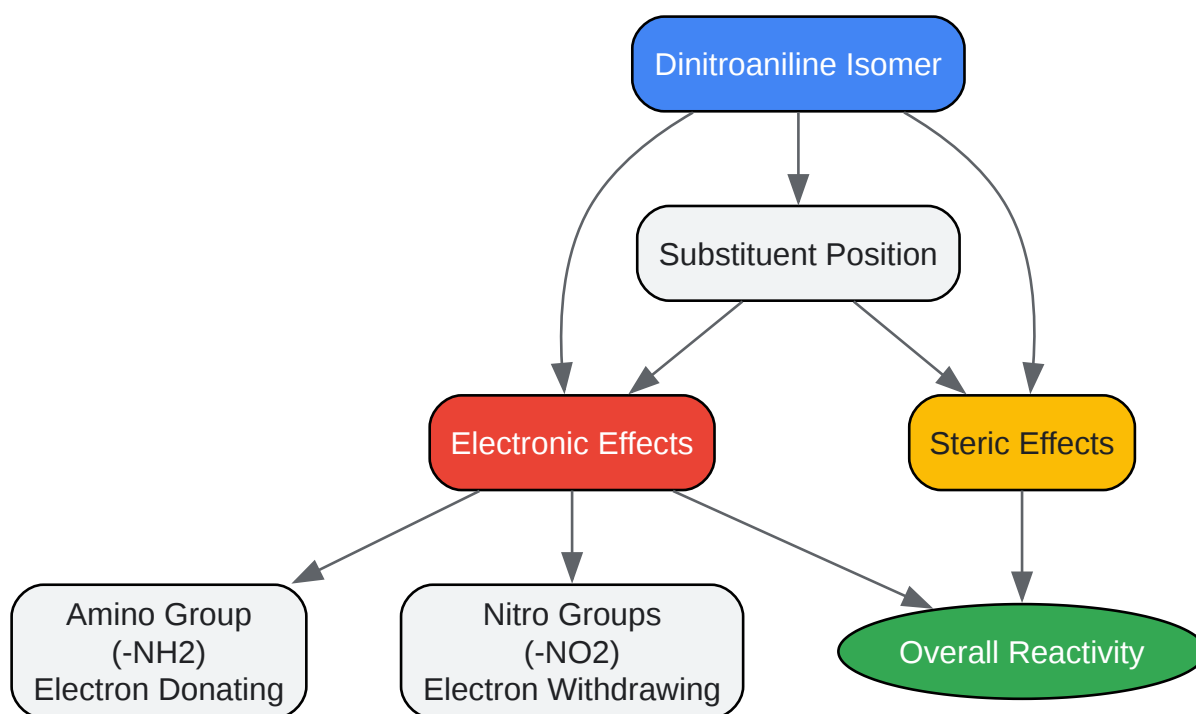 Dinitroaniline Isomer
Substituent Position
Electronic Effects
Steric Effects
Amino Group
(-NH2)
Electron Donating
Nitro Groups
(-NO2)
Electron Withdrawing
Overall Reactivity